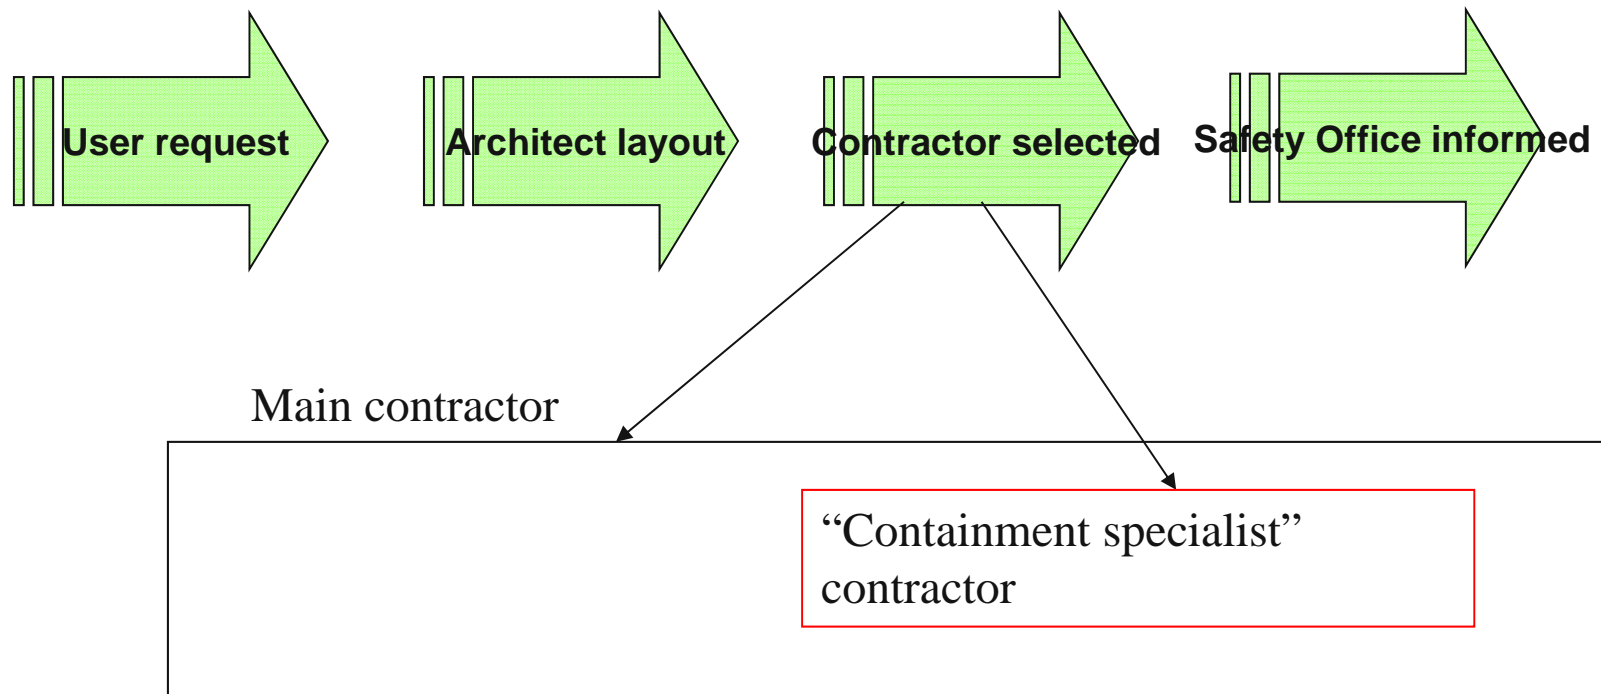 User request
Architect layout
Contractor selected
Safety Office informed
Main contractor
“Containment specialist”
contractor